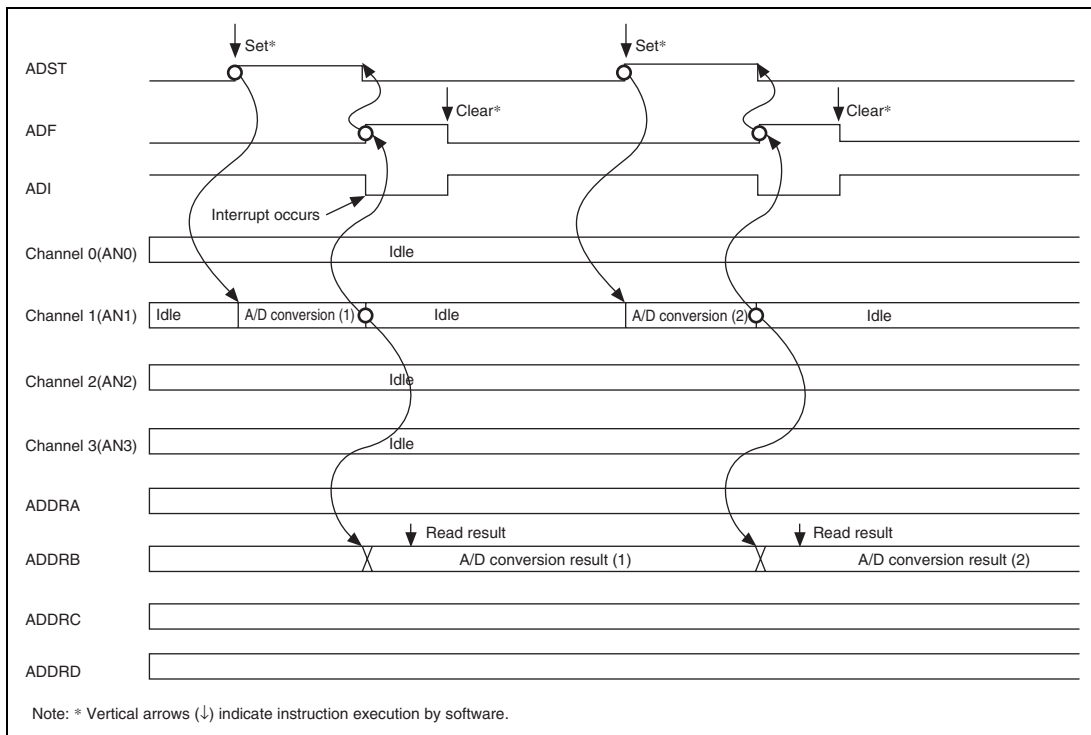 Set*
Set*
ADST
Clear*
Clear*
ADF
ADI
Interrupt occurs
Channel 0(AN0)
Idle
Channel 1(AN1)
Idle
A/D conversion (1)
Idle
A/D conversion (2)
Idle
Channel 2(AN2)
Idle
Channel 3(AN3)
Idle
ADDRA
Read result
Read result
ADDRB
A/D conversion result (1)
A/D conversion result (2)
ADDRC
ADDRD
Note: * Vertical arrows (↓) indicate instruction execution by software.